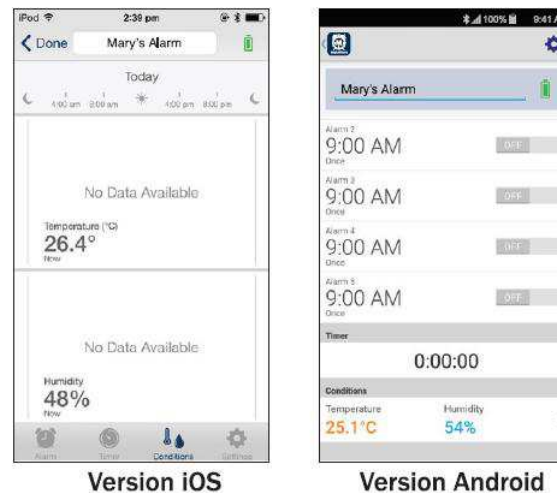 iPod 2:39 pm
Done Mary's Alarm
Today
4:00 am 8:00 am 4:00 pm 8:00 pm
No Data Available
Temperature (°C)
26.4°
Now
No Data Available
Humidity
48%
Now
Alarm Timer Conditions Settings
Version iOS
100% 9:41 A
Mary's Alarm
Alarm 2
9:00 AM OFF
Once
Alarm 3
9:00 AM OFF
Once
Alarm 4
9:00 AM OFF
Once
Alarm 5
9:00 AM OFF
Once
Timer
0:00:00
Conditions
Temperature Humidity
25.1°C 54%
Version Android